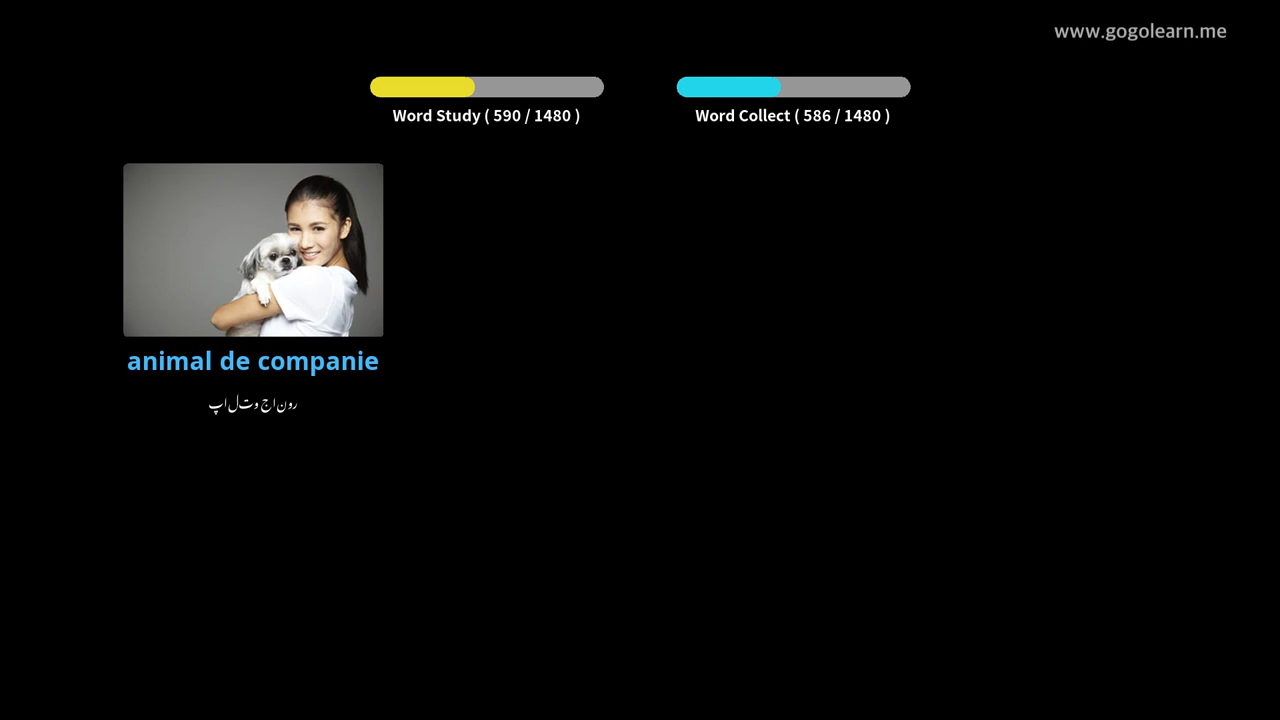 www.gogolearn.me
Word Study ( 590 / 1480 )
Word Collect ( 586 / 1480 )
animal de companie
روناج وتلاپ